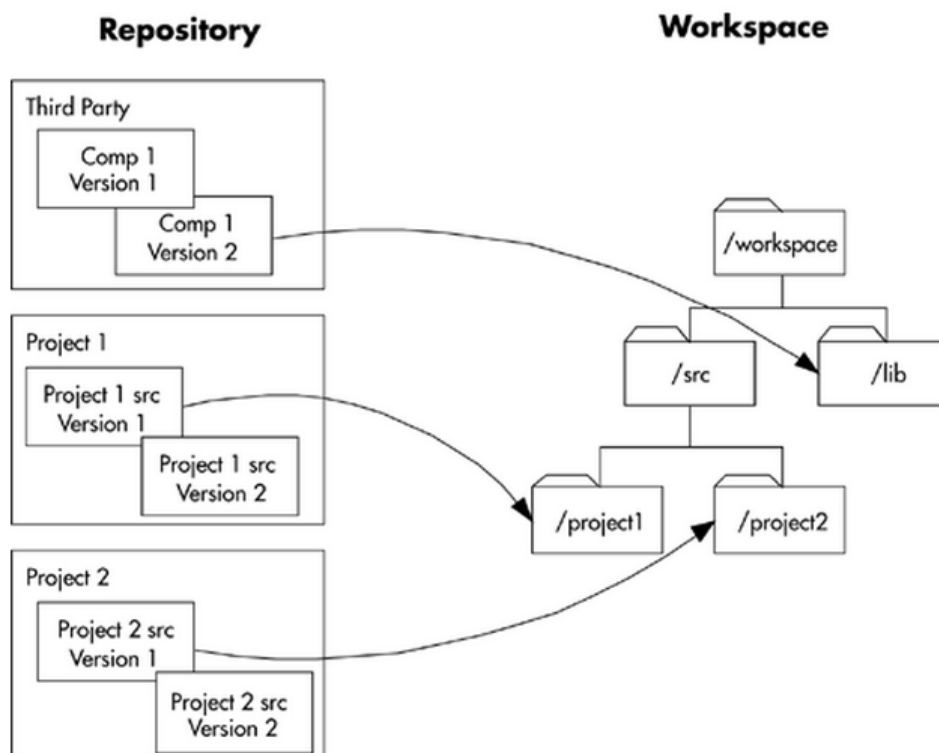 Repository
Workspace
Third Party
Comp 1
Version 1
Comp 1
Version 2
/workspace
/src
/lib
Project 1
Project 1 src
Version 1
Project 1 src
Version 2
/project1
/project2
Project 2
Project 2 src
Version 1
Project 2 src
Version 2